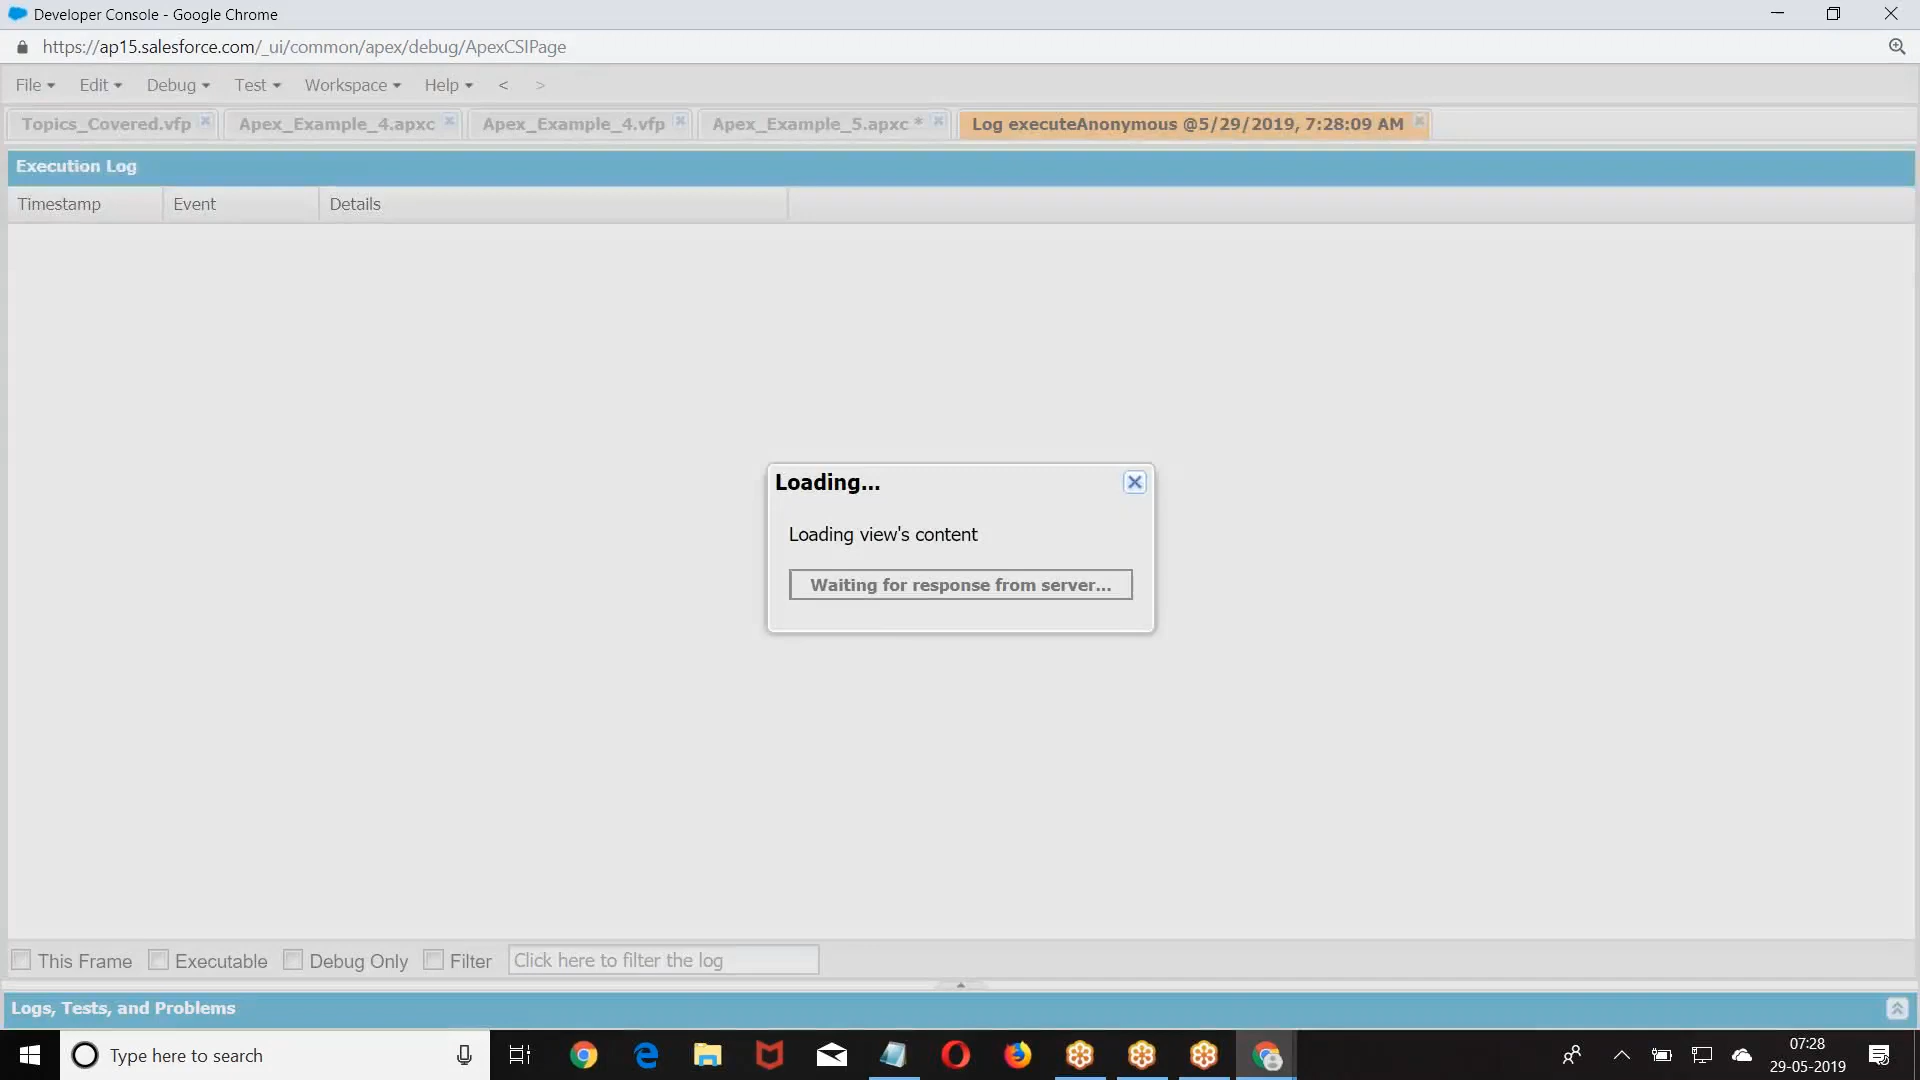 Developer Console - Google Chrome
https://ap15.salesforce.com/_ui/common/apex/debug/ApexCSIPage
File Edit Debug Test Workspace Help < >
Topics_Covered.vfp Apex_Example_4.apxc Apex_Example_4.vfp Apex_Example_5.apxc * Log executeAnonymous @5/29/2019, 7:28:09 AM
Execution Log
Timestamp Event Details
Loading...
Loading view's content
Waiting for response from server...
This Frame Executable Debug Only Filter Click here to filter the log
Logs, Tests, and Problems
Type here to search
07:28
29-05-2019